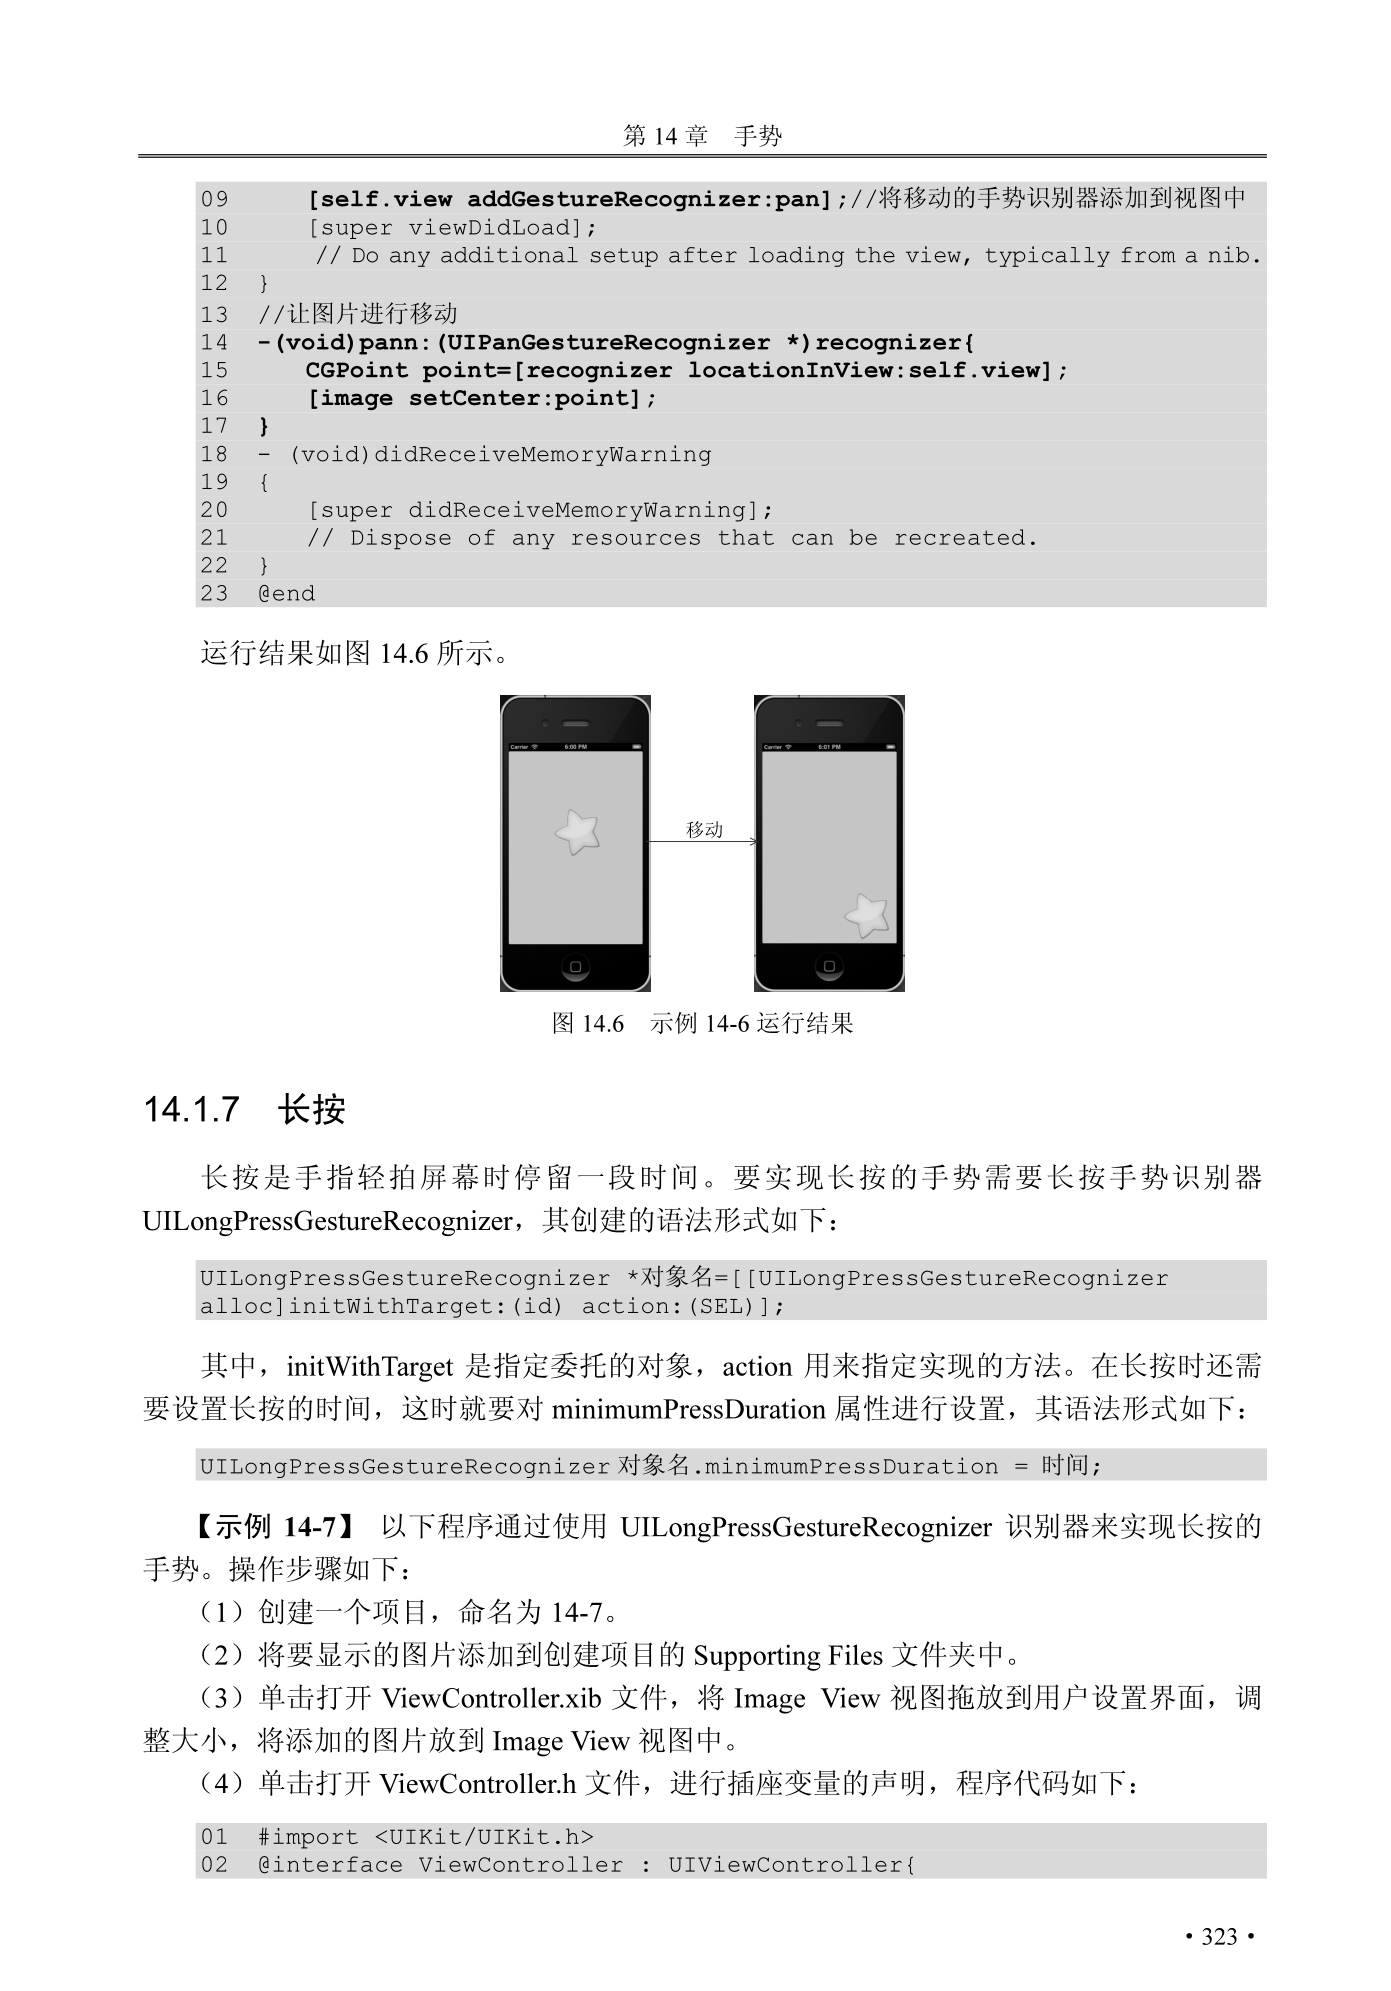 第 14 章　手势
09 [self.view addGestureRecognizer:pan];//将移动的手势识别器添加到视图中
10 [super viewDidLoad];
11 // Do any additional setup after loading the view, typically from a nib.
12 }
13 //让图片进行移动
14 -(void)pann:(UIPanGestureRecognizer *)recognizer{
15 CGPoint point=[recognizer locationInView:self.view];
16 [image setCenter:point];
17 }
18 - (void)didReceiveMemoryWarning
19 {
20 [super didReceiveMemoryWarning];
21 // Dispose of any resources that can be recreated.
22 }
23 @end
运行结果如图 14.6 所示。
Carrier 6:00 PM
Carrier 6:01 PM
移动
图 14.6　示例 14-6 运行结果
14.1.7　长按
长按是手指轻拍屏幕时停留一段时间。要实现长按的手势需要长按手势识别器
UILongPressGestureRecognizer，其创建的语法形式如下：
UILongPressGestureRecognizer *对象名=[[UILongPressGestureRecognizer
alloc]initWithTarget:(id) action:(SEL)];
其中，initWithTarget 是指定委托的对象，action 用来指定实现的方法。在长按时还需
要设置长按的时间，这时就要对 minimumPressDuration 属性进行设置，其语法形式如下：
UILongPressGestureRecognizer 对象名.minimumPressDuration = 时间;
【示例 14-7】 以下程序通过使用 UILongPressGestureRecognizer 识别器来实现长按的
手势。操作步骤如下：
（1）创建一个项目，命名为 14-7。
（2）将要显示的图片添加到创建项目的 Supporting Files 文件夹中。
（3）单击打开 ViewController.xib 文件，将 Image View 视图拖放到用户设置界面，调
整大小，将添加的图片放到 Image View 视图中。
（4）单击打开 ViewController.h 文件，进行插座变量的声明，程序代码如下：
01 #import <UIKit/UIKit.h>
02 @interface ViewController : UIViewController{
• 323 •